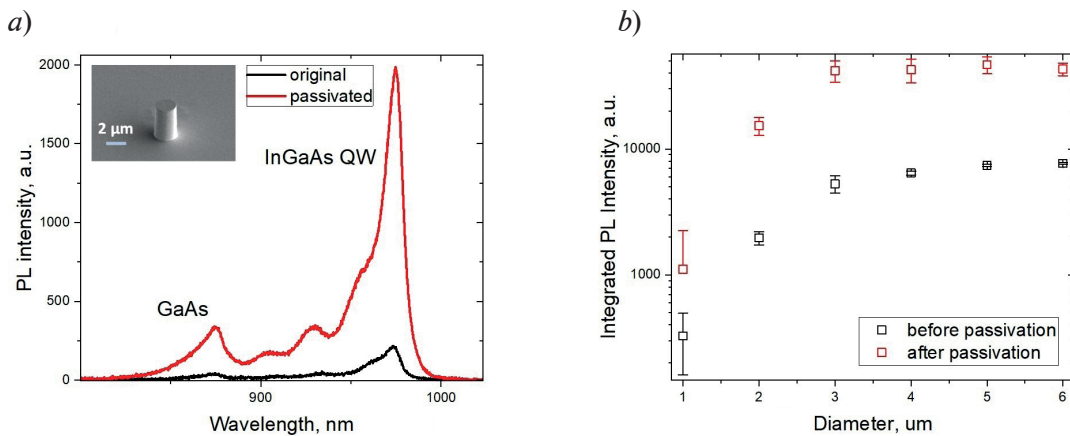 a)
2000
1500
1000
500
0
PL intensity, a.u.
original
passivated
2 µm
InGaAs QW
GaAs
900
1000
Wavelength, nm
b)
10000
1000
Integrated PL Intensity, a.u.
before passivation
after passivation
1 2 3 4 5 6
Diameter, um